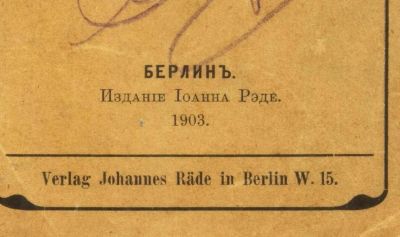 БЕРЛИНЪ.
Изданіе Іоанна Рэде.
1903.
Verlag Johannes Räde in Berlin W. 15.